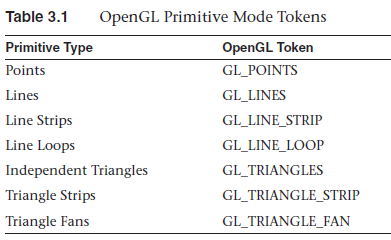 Table 3.1 OpenGL Primitive Mode Tokens
Primitive Type OpenGL Token
Points GL_POINTS
Lines GL_LINES
Line Strips GL_LINE_STRIP
Line Loops GL_LINE_LOOP
Independent Triangles GL_TRIANGLES
Triangle Strips GL_TRIANGLE_STRIP
Triangle Fans GL_TRIANGLE_FAN